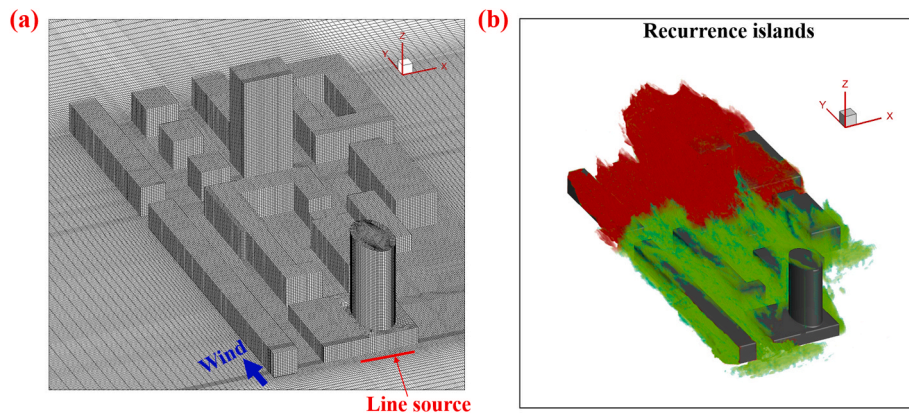 (a)
Z
Y
X
Wind
Line source
(b)
Recurrence islands
Z
Y
X